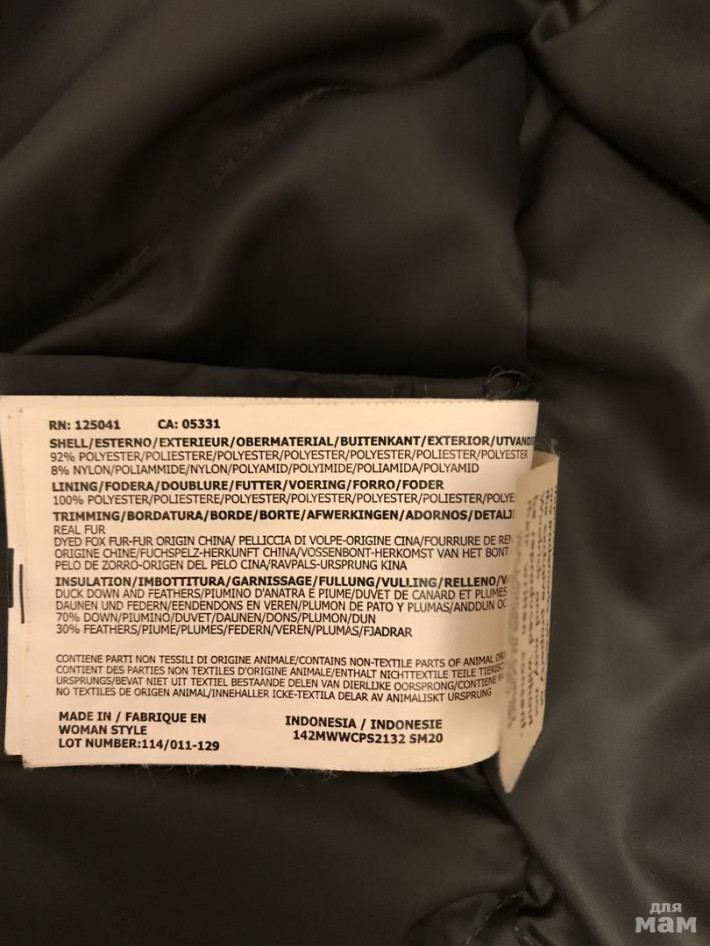 RN: 125041 CA: 05331
SHELL/ESTERNO/EXTERIEUR/OBERMATERIAL/BUITENKANT/EXTERIOR/
92% POLYESTER/POLIESTERE/POLYESTER/POLYESTER/POLYESTER/POLIESTER/POLYESTER
8% NYLON/POLIAMMIDE/NYLON/POLYAMID/POLYIMIDE/POLIAMIDA/POLYAMID
LINING/FODERA/DOUBLURE/FUTTER/VOERING/FORRO/FODER
100% POLYESTER/POLIESTERE/POLYESTER/POLYESTER/POLYESTER/POLIESTER/
TRIMMING/BORDATURA/BORDE/BORTE/AFWERKINGEN/ADORNOS/
REAL FUR
DYED FOX FUR-FUR ORIGIN CHINA/ PELLICCIA DI VOLPE-ORIGINE CINA/FOURRURE DE
ORIGINE CHINE/FUCHSPELZ-HERKUNFT CHINA/VOSSENBONT-HERKOMST VAN HET BONT
PELO DE ZORRO-ORIGEN DEL PELO CINA/RAVPALS-URSPRUNG KINA
INSULATION/IMBOTTITURA/GARNISSAGE/FULLUNG/VULLING/RELLENO/
DUCK DOWN AND FEATHERS/PIUMINO D'ANATRA E PIUME/DUVET DE CANARD ET PLUMES
DAUNEN UND FEDERN/EENDENDONS EN VEREN/PLUMON DE PATO Y PLUMAS/ANDDUN
70% DOWN/PIUMINO/DUVET/DAUNEN/DONS/PLUMON/DUN
30% FEATHERS/PIUME/PLUMES/FEDERN/VEREN/PLUMAS/FJADRAR
CONTIENE PARTI NON TESSILI DI ORIGINE ANIMALE/CONTAINS NON-TEXTILE PARTS OF ANIMAL
CONTIENT DES PARTIES NON TEXTILES D'ORIGINE ANIMALE/ENTHALT NICHTTEXTILE TEILE
URSPRUNGS/BEVAT NIET UIT TEXTIEL BESTAANDE DELEN VAN DIERLIJKE OORSPRONG/CONTIENE
NO TEXTILES DE ORIGEN ANIMAL/INNEHALLER ICKE-TEXTILA DELAR AV ANIMALISKT URSPRUNG
MADE IN / FABRIQUE EN INDONESIA / INDONESIE
WOMAN STYLE 142MWWCPS2132 SM20
LOT NUMBER:114/011-129
для
мам